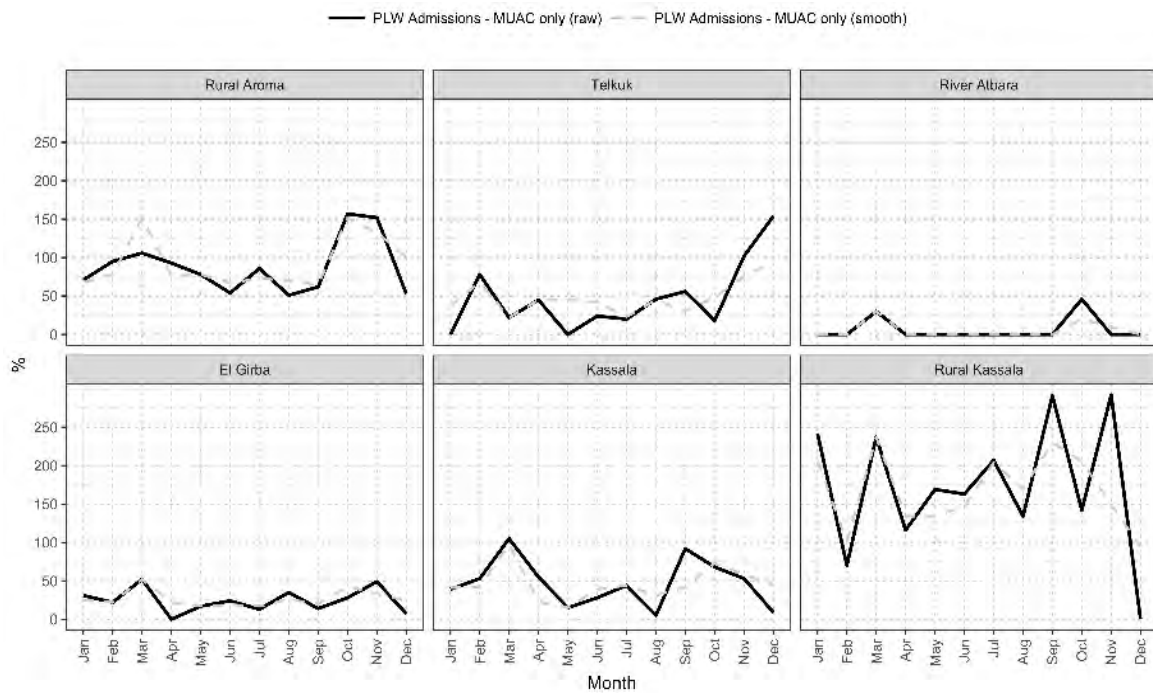 PLW Admissions - MUAC only (raw) PLW Admissions - MUAC only (smooth)
Rural Aroma Telkuk River Atbara
250
200
150
100
50
0
%
El Girba Kassala Rural Kassala
250
200
150
100
50
0
Jan Feb Mar Apr May Jun Jul Aug Sep Oct Nov Dec Jan Feb Mar Apr May Jun Jul Aug Sep Oct Nov Dec Jan Feb Mar Apr May Jun Jul Aug Sep Oct Nov Dec
Month